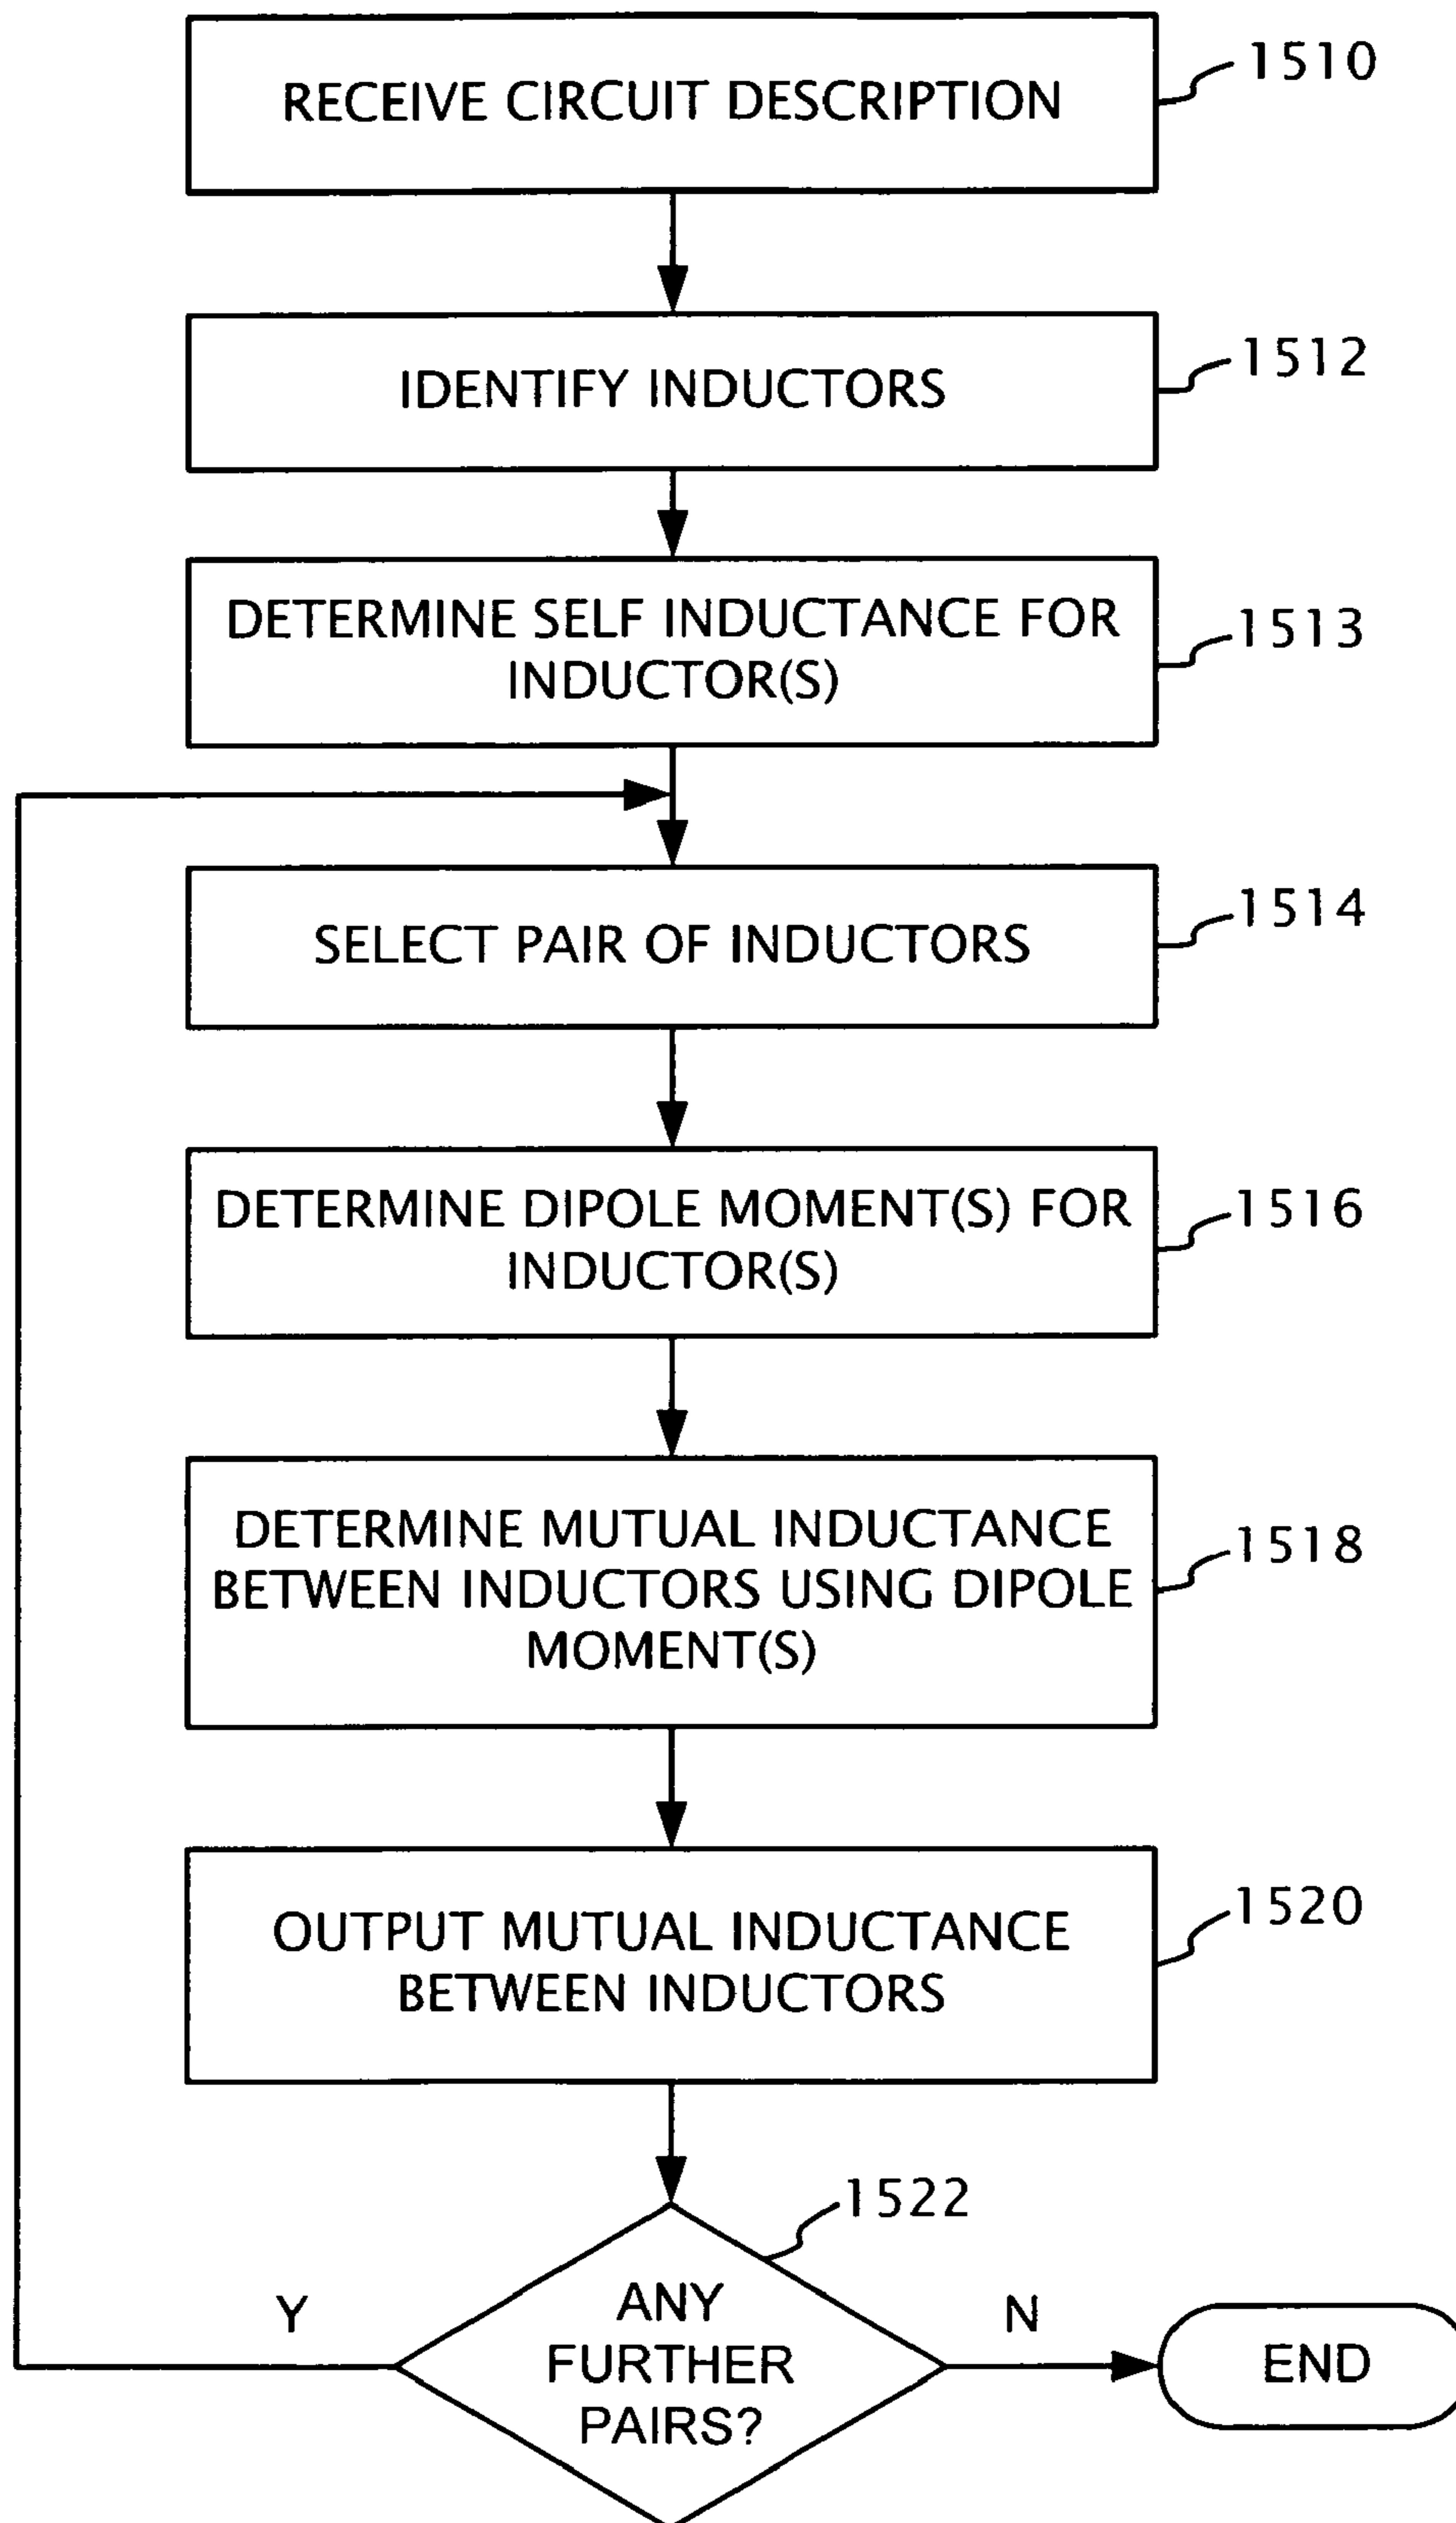 RECEIVE CIRCUIT DESCRIPTION
1510
IDENTIFY INDUCTORS
1512
DETERMINE SELF INDUCTANCE FOR
INDUCTOR(S)
1513
SELECT PAIR OF INDUCTORS
1514
DETERMINE DIPOLE MOMENT(S) FOR
INDUCTOR(S)
1516
DETERMINE MUTUAL INDUCTANCE
BETWEEN INDUCTORS USING DIPOLE
MOMENT(S)
1518
OUTPUT MUTUAL INDUCTANCE
BETWEEN INDUCTORS
1520
1522
ANY
FURTHER
PAIRS?
Y
N
END